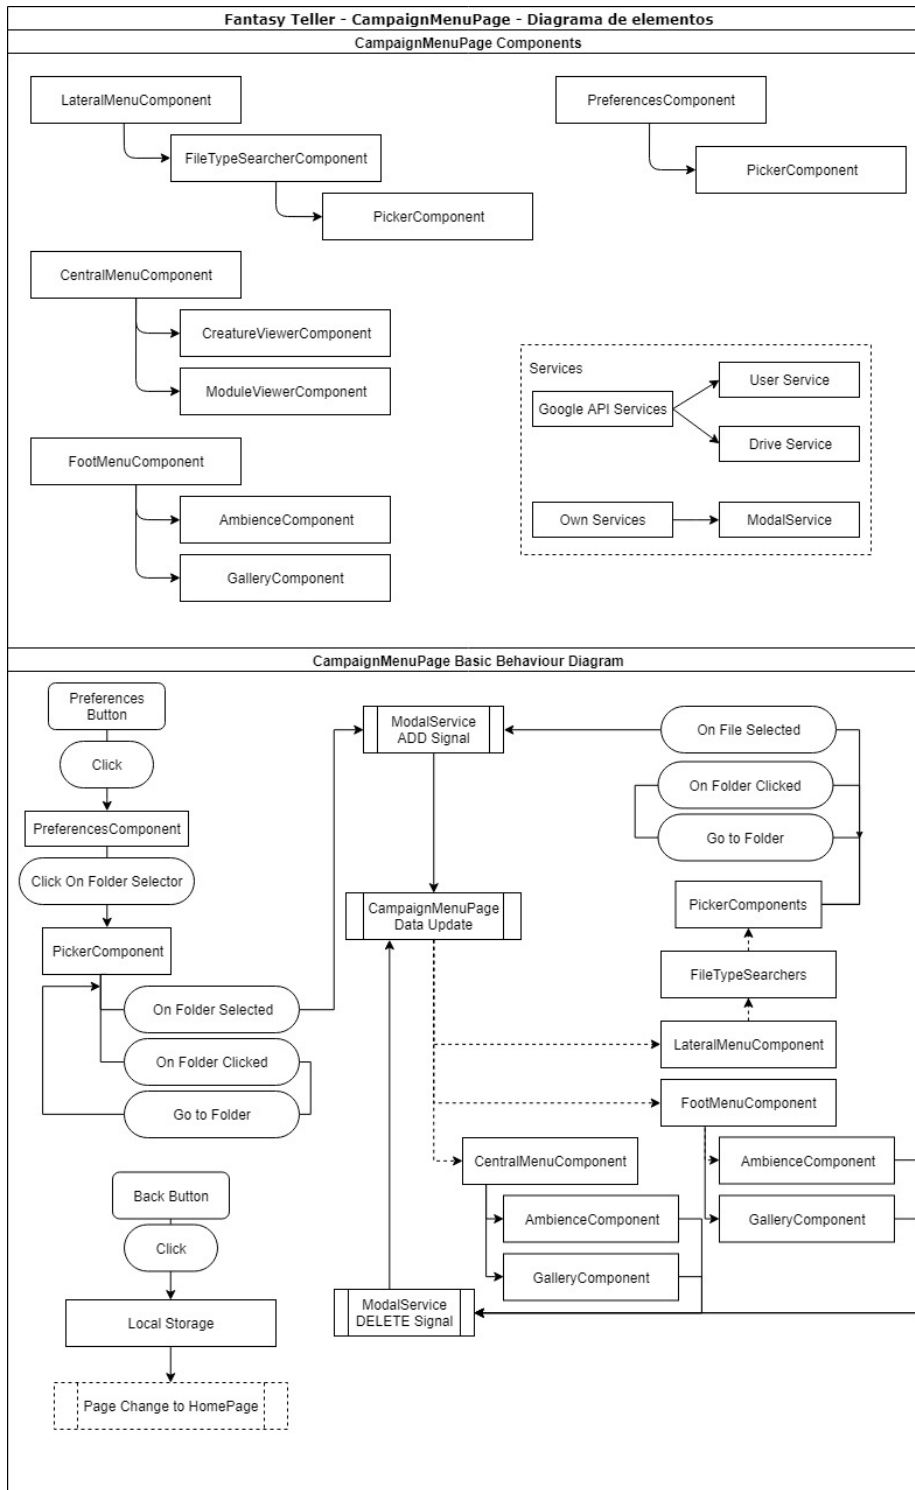 Fantasy Teller - CampaignMenuPage - Diagrama de elementos
CampaignMenuPage Components
LateralMenuComponent
PreferencesComponent
FileTypeSearcherComponent
PickerComponent
PickerComponent
CentralMenuComponent
CreatureViewerComponent
ModuleViewerComponent
Services
User Service
Google API Services
Drive Service
Own Services
ModalService
FootMenuComponent
AmbienceComponent
GalleryComponent
CampaignMenuPage Basic Behaviour Diagram
Preferences
Button
Click
PreferencesComponent
Click On Folder Selector
PickerComponent
On Folder Selected
On Folder Clicked
Go to Folder
ModalService
ADD Signal
On File Selected
On Folder Clicked
Go to Folder
CampaignMenuPage
Data Update
PickerComponents
FileTypeSearchers
LateralMenuComponent
FootMenuComponent
AmbienceComponent
GalleryComponent
CentralMenuComponent
AmbienceComponent
GalleryComponent
ModalService
DELETE Signal
Back Button
Click
Local Storage
Page Change to HomePage